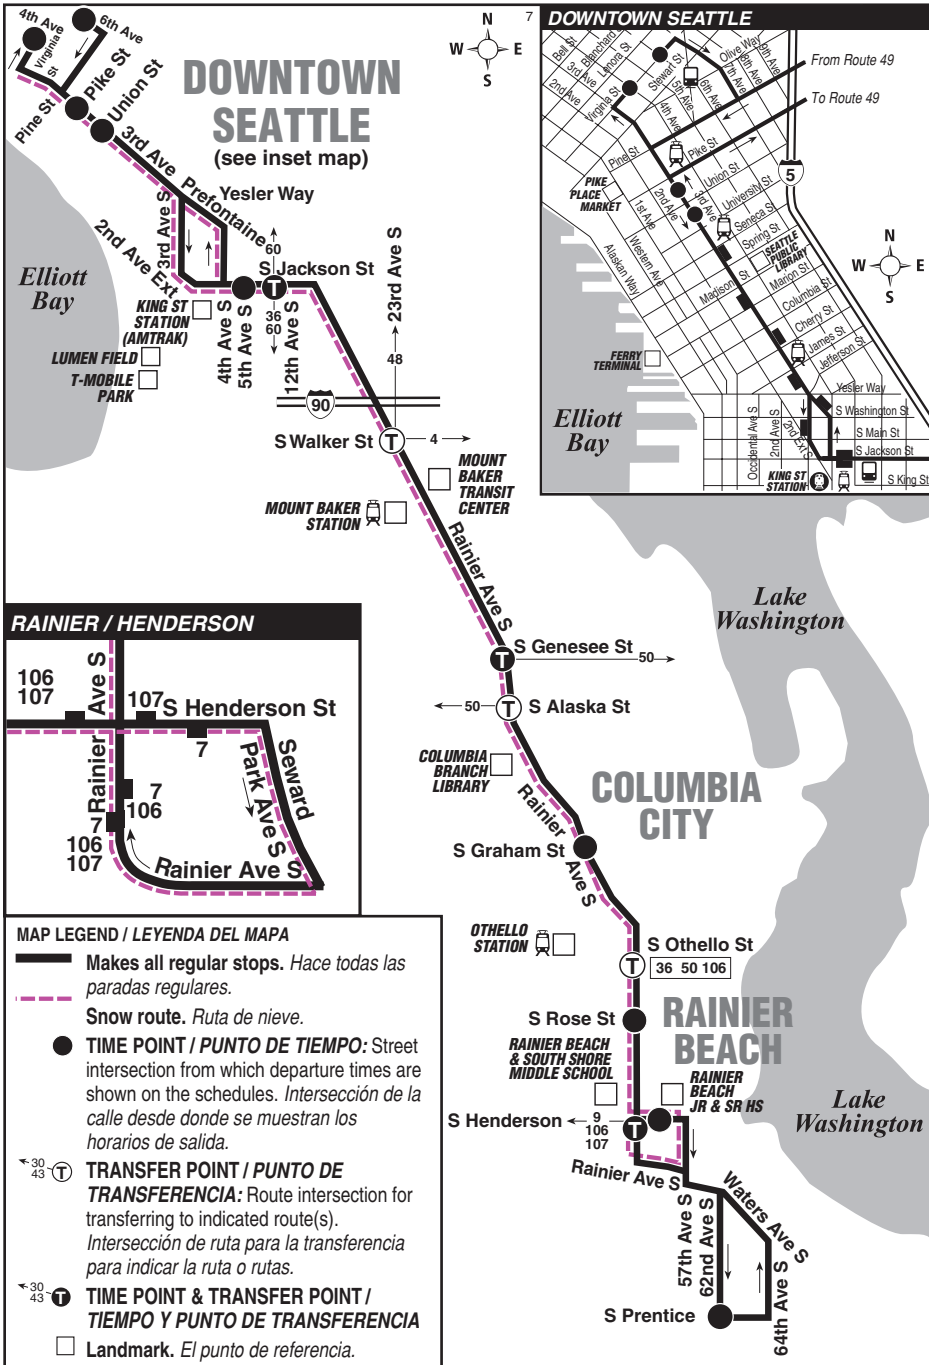 4th Ave
6th Ave
Virginia
St
Pine St
Pike St
Union St
3rd Ave
DOWNTOWN
SEATTLE
(see inset map)
N
W
E
S
7
Prefontaine
Yesler Way
3rd Ave S
2nd Ave Ext
60
S Jackson St
T
36
60
Elliott
Bay
KING ST
STATION
(AMTRAK)
LUMEN FIELD
T-MOBILE
PARK
4th Ave S
5th Ave S
12th Ave S
23rd Ave S
48
90
S Walker St
T
4
MOUNT
BAKER
TRANSIT
CENTER
MOUNT BAKER
STATION
Rainier Ave S
S Genesee St
T
50
50
T
S Alaska St
COLUMBIA
BRANCH
LIBRARY
COLUMBIA
CITY
Rainier
Ave S
S Graham St
OTHELLO
STATION
S Othello St
T
36 50 106
S Rose St
RAINIER
BEACH
RAINIER BEACH
& SOUTH SHORE
MIDDLE SCHOOL
RAINIER
BEACH
JR & SR HS
S Henderson
9
106
107
T
Rainier Ave S
Waters Ave S
57th Ave S
62nd Ave S
64th Ave S
S Prentice
Lake
Washington
Lake
Washington
DOWNTOWN SEATTLE
Bell St
Blanchard St
Lenora St
3rd Ave
2nd Ave
Virginia St
Stewart St
Olive Way
9th Ave
8th Ave
7th Ave
6th Ave
5th Ave
4th Ave
From Route 49
To Route 49
Pine St
Pike St
Union St
University St
Seneca St
Spring St
5
PIKE
PLACE
MARKET
1st Ave
2nd Ave
3rd Ave
Western Ave
Alaskan Way
SEATTLE
PUBLIC
LIBRARY
Madison St
Marion St
Columbia St
Cherry St
James St
Jefferson St
N
W
E
S
FERRY
TERMINAL
Elliott
Bay
Yesler Way
S Washington St
S Main St
S Jackson St
S King St
Occidental Ave S
2nd Ave S
2nd Ext S
KING ST
STATION
RAINIER / HENDERSON
106
107
Rainier
Ave S
107
S Henderson St
7
7
106
7
106
107
Seward
Park Ave S
Rainier Ave S
MAP LEGEND / LEYENDA DEL MAPA
Makes all regular stops. Hace todas las
paradas regulares.
Snow route. Ruta de nieve.
TIME POINT / PUNTO DE TIEMPO: Street
intersection from which departure times are
shown on the schedules. Intersección de la
calle desde donde se muestran los
horarios de salida.
30
43
T
TRANSFER POINT / PUNTO DE
TRANSFERENCIA: Route intersection for
transferring to indicated route(s).
Intersección de ruta para la transferencia
para indicar la ruta o rutas.
30
43
T
TIME POINT & TRANSFER POINT /
TIEMPO Y PUNTO DE TRANSFERENCIA
Landmark. El punto de referencia.